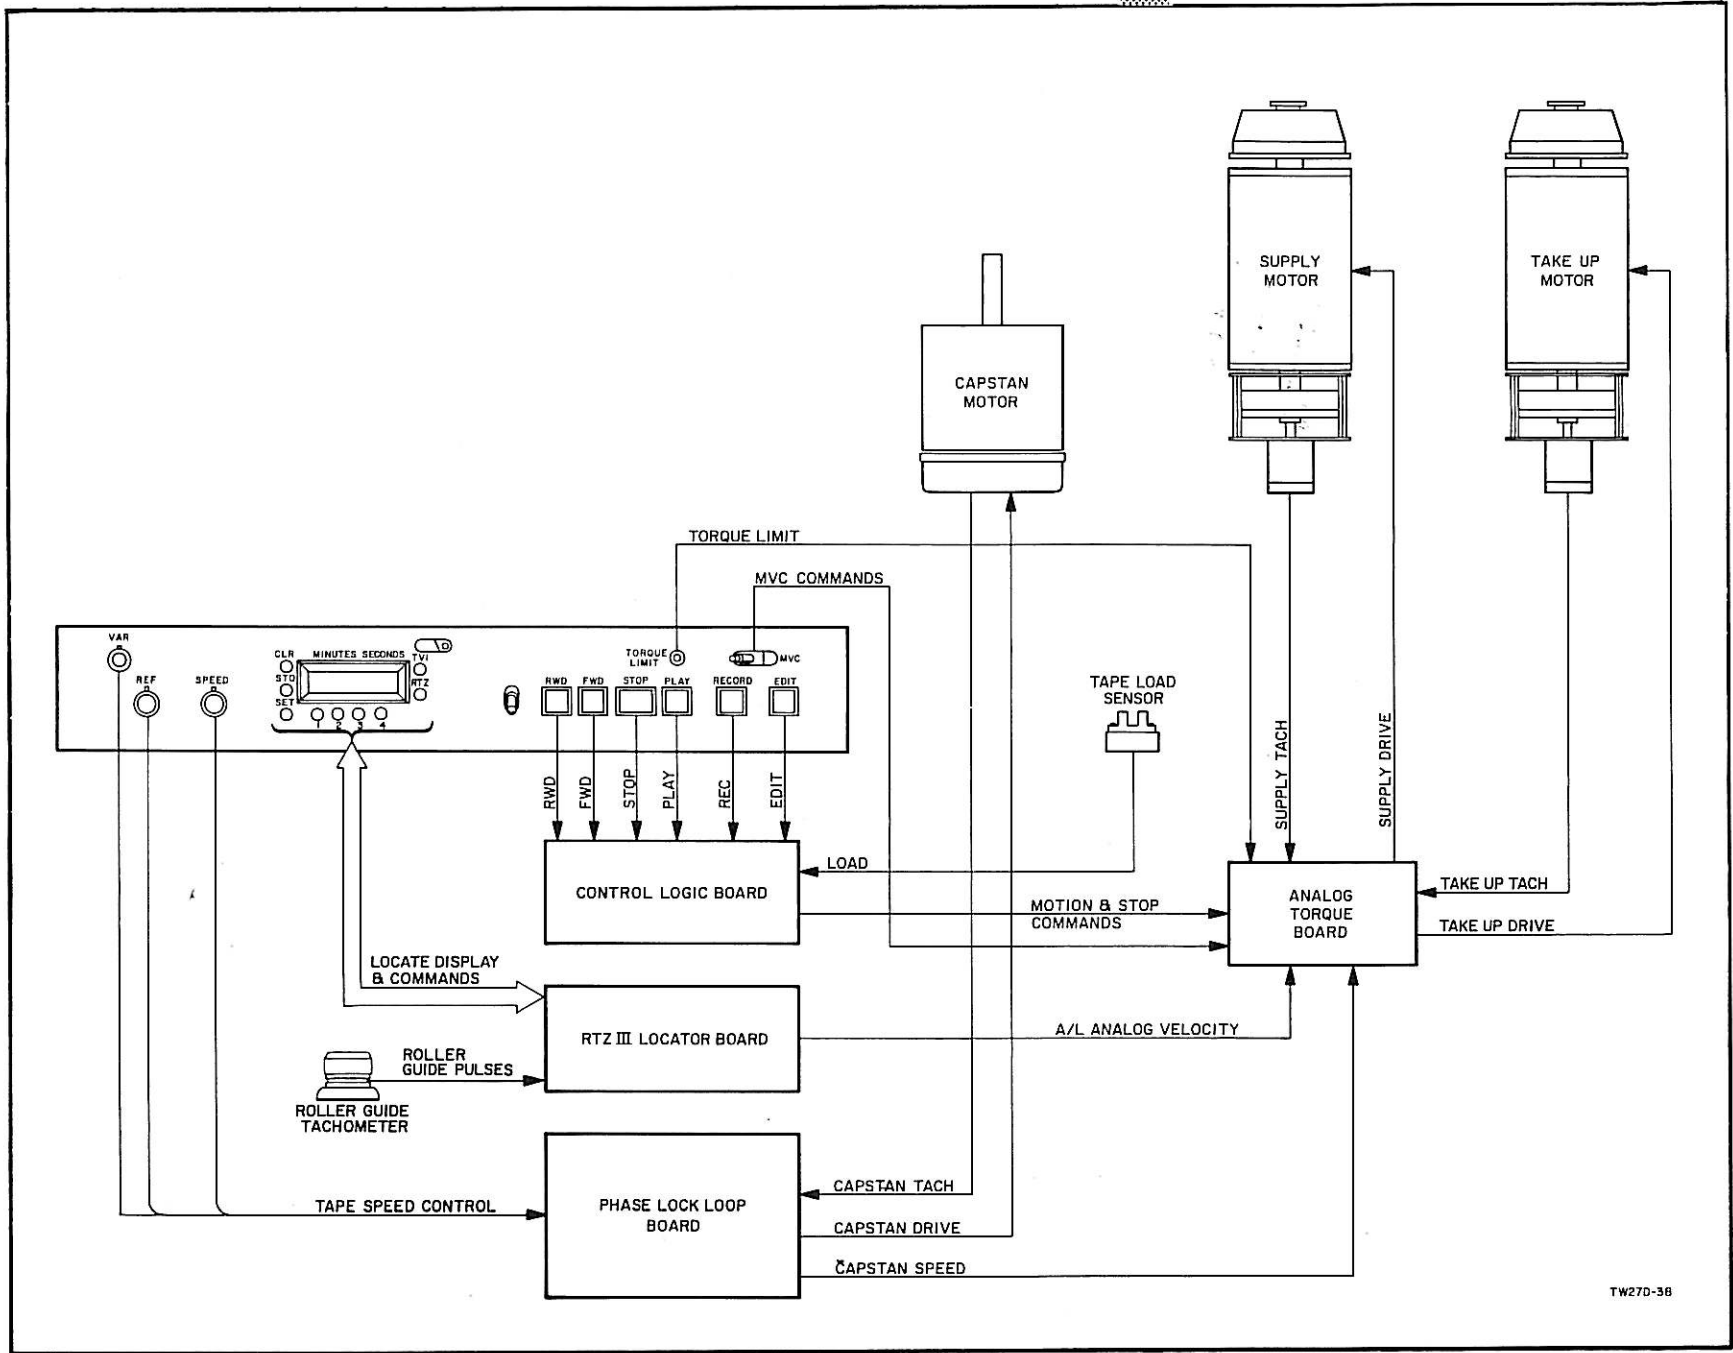 SUPPLY
MOTOR
TAKE UP
MOTOR
CAPSTAN
MOTOR
TORQUE LIMIT
MVC COMMANDS
VAR
REF
SPEED
CLR
STO
SET
MINUTES SECONDS
TVI
RTZ
1 2 3 4
TORQUE
LIMIT
MVC
RWD FWD STOP PLAY RECORD EDIT
TAPE LOAD
SENSOR
RWD
FWD
STOP
PLAY
REC
EDIT
SUPPLY TACH
SUPPLY DRIVE
CONTROL LOGIC BOARD
LOAD
MOTION & STOP
COMMANDS
ANALOG
TORQUE
BOARD
TAKE UP TACH
TAKE UP DRIVE
LOCATE DISPLAY
& COMMANDS
RTZ III LOCATOR BOARD
A/L ANALOG VELOCITY
ROLLER
GUIDE PULSES
ROLLER GUIDE
TACHOMETER
PHASE LOCK LOOP
BOARD
TAPE SPEED CONTROL
CAPSTAN TACH
CAPSTAN DRIVE
CAPSTAN SPEED
TW270-38